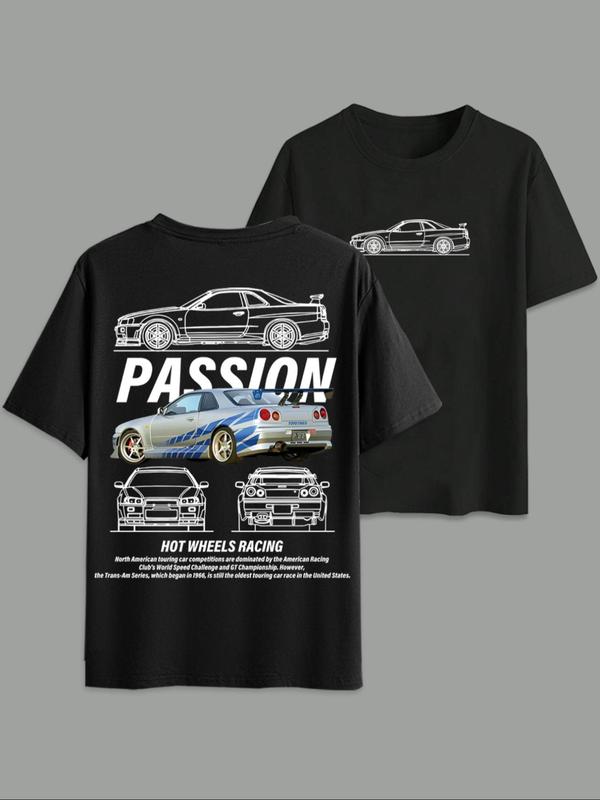 PASSION
HOT WHEELS RACING
North American touring car competitions are dominated by the American Racing
Club's World Speed Challenge and GT Championship. However,
the Trans-Am Series, which began in 1966, is still the oldest touring car race in the United States.